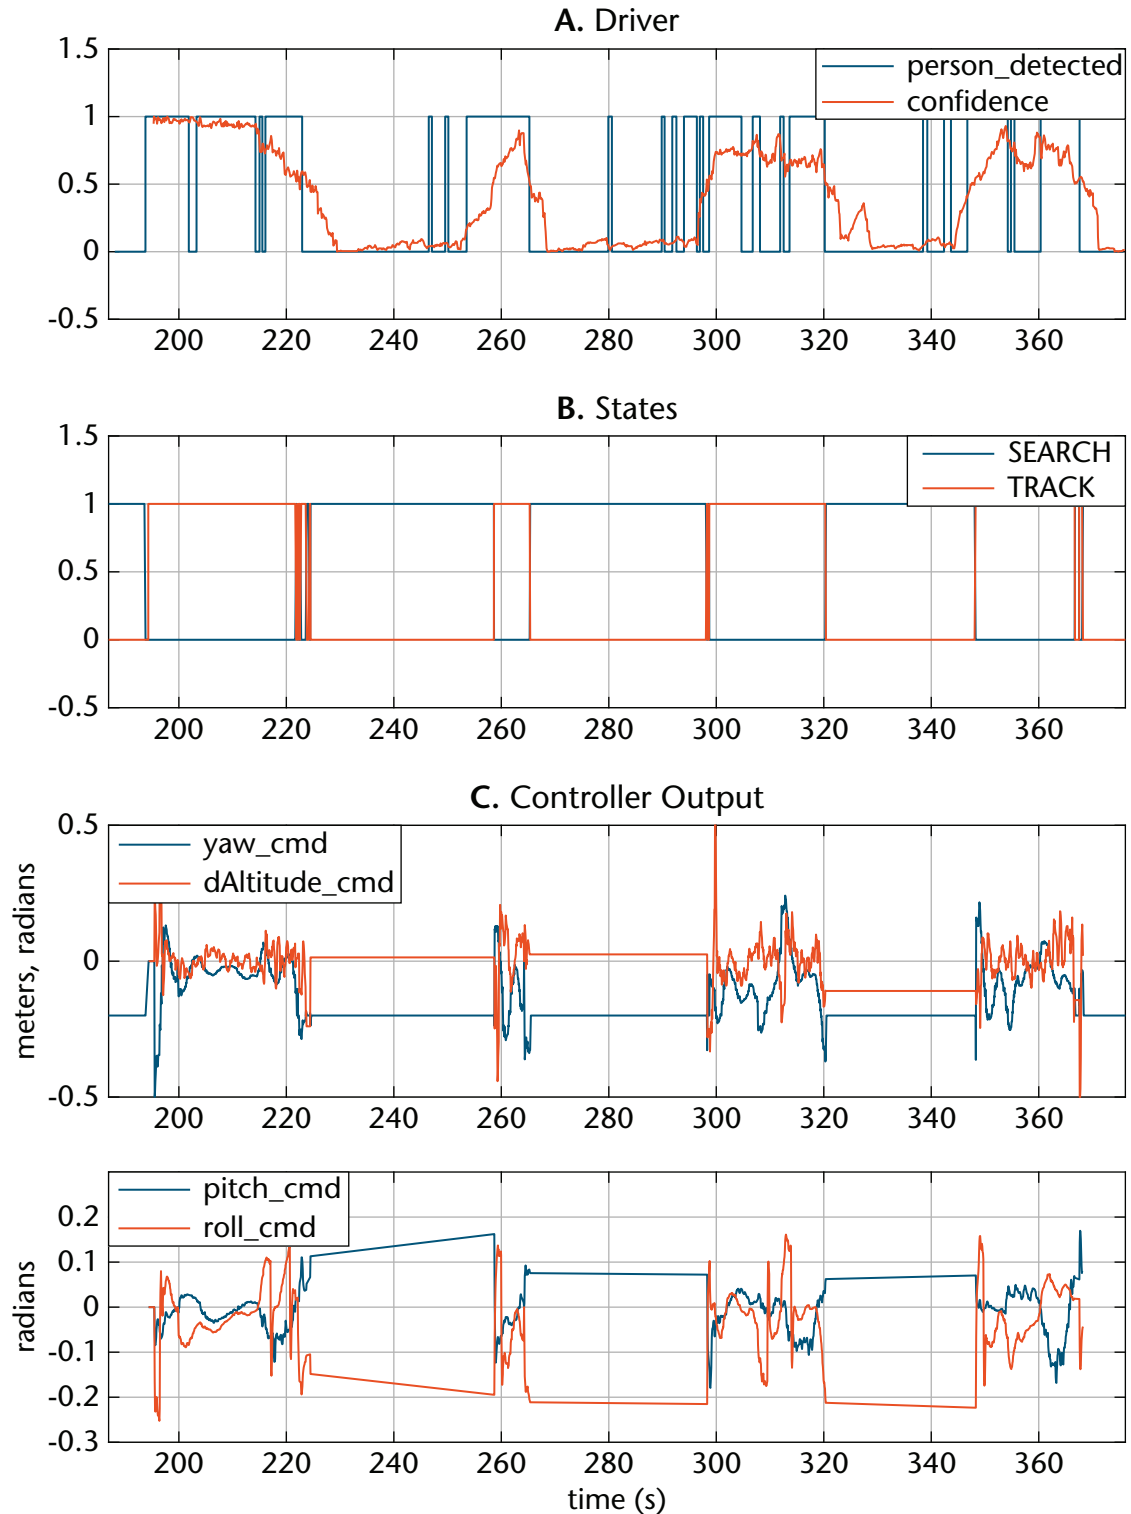 A. Driver
1.5
1
0.5
0
-0.5
person_detected
confidence
200 220 240 260 280 300 320 340 360
B. States
1.5
1
0.5
0
-0.5
SEARCH
TRACK
200 220 240 260 280 300 320 340 360
C. Controller Output
meters, radians
0.5
0
-0.5
yaw_cmd
dAltitude_cmd
200 220 240 260 280 300 320 340 360
radians
0.2
0.1
0
-0.1
-0.2
-0.3
pitch_cmd
roll_cmd
200 220 240 260 280 300 320 340 360
time (s)